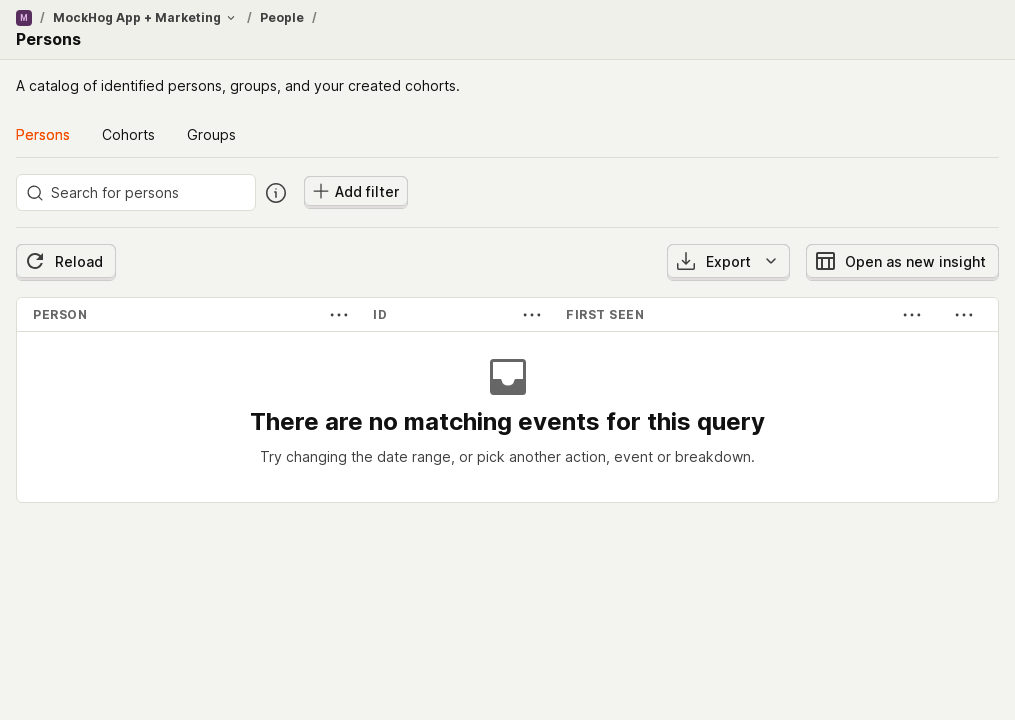 M / MockHog App + Marketing / People /
Persons
A catalog of identified persons, groups, and your created cohorts.
Persons Cohorts Groups
Search for persons Add filter
Reload Export Open as new insight
PERSON ID FIRST SEEN
There are no matching events for this query
Try changing the date range, or pick another action, event or breakdown.